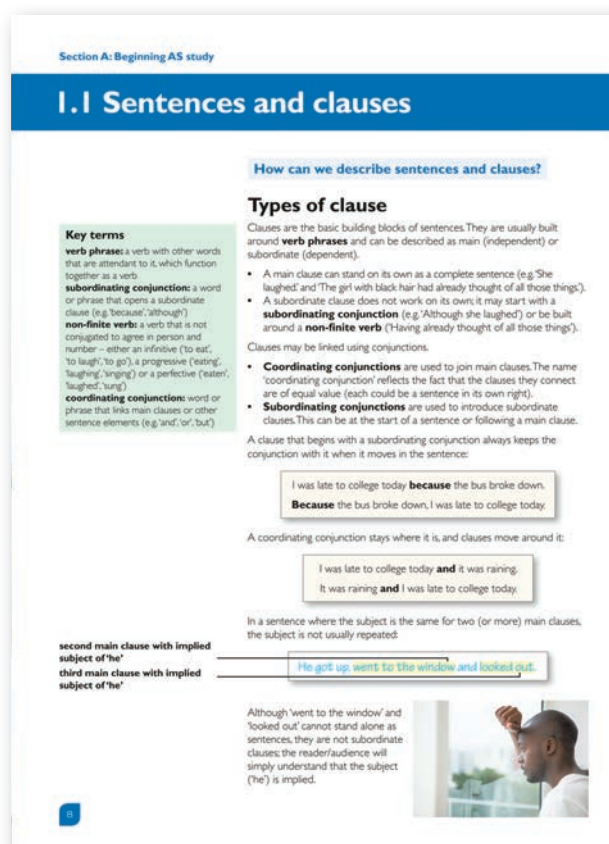 Section A: Beginning AS study
1.1 Sentences and clauses
How can we describe sentences and clauses?
Types of clause
Clauses are the basic building blocks of sentences. They are usually built
around verb phrases and can be described as main (independent) or
subordinate (dependent).
• A main clause can stand on its own as a complete sentence (e.g. 'She
laughed' and 'The girl with black hair had already thought of all those things').
• A subordinate clause does not work on its own; it may start with a
subordinating conjunction (e.g. 'Although she laughed') or be built
around a non-finite verb ('Having already thought of all those things').
Clauses may be linked using conjunctions.
• Coordinating conjunctions are used to join main clauses. The name
'coordinating conjunction' reflects the fact that the clauses they connect
are of equal value (each could be a sentence in its own right).
• Subordinating conjunctions are used to introduce subordinate
clauses. This can be at the start of a sentence or following a main clause.
A clause that begins with a subordinating conjunction always keeps the
conjunction with it when it moves in the sentence:
I was late to college today because the bus broke down.
Because the bus broke down, I was late to college today.
A coordinating conjunction stays where it is, and clauses move around it:
I was late to college today and it was raining.
It was raining and I was late to college today.
In a sentence where the subject is the same for two (or more) main clauses,
the subject is not usually repeated:
He got up, went to the window and looked out.
Although 'went to the window' and
'looked out' cannot stand alone as
sentences, they are not subordinate
clauses; the reader/audience will
simply understand that the subject
('he') is implied.
Key terms
verb phrase: a verb with other words
that are attendant to it, which function
together as a verb
subordinating conjunction: a word
or phrase that opens a subordinate
clause (e.g. 'because', 'although')
non-finite verb: a verb that is not
conjugated to agree in person and
number – either an infinitive ('to eat',
'to laugh', 'to go'), a progressive ('eating',
'laughing', 'singing') or a perfective ('eaten',
'laughed', 'sung')
coordinating conjunction: word or
phrase that links main clauses or other
sentence elements (e.g. 'and', 'or', 'but')
second main clause with implied
subject of 'he'
third main clause with implied
subject of 'he'
8